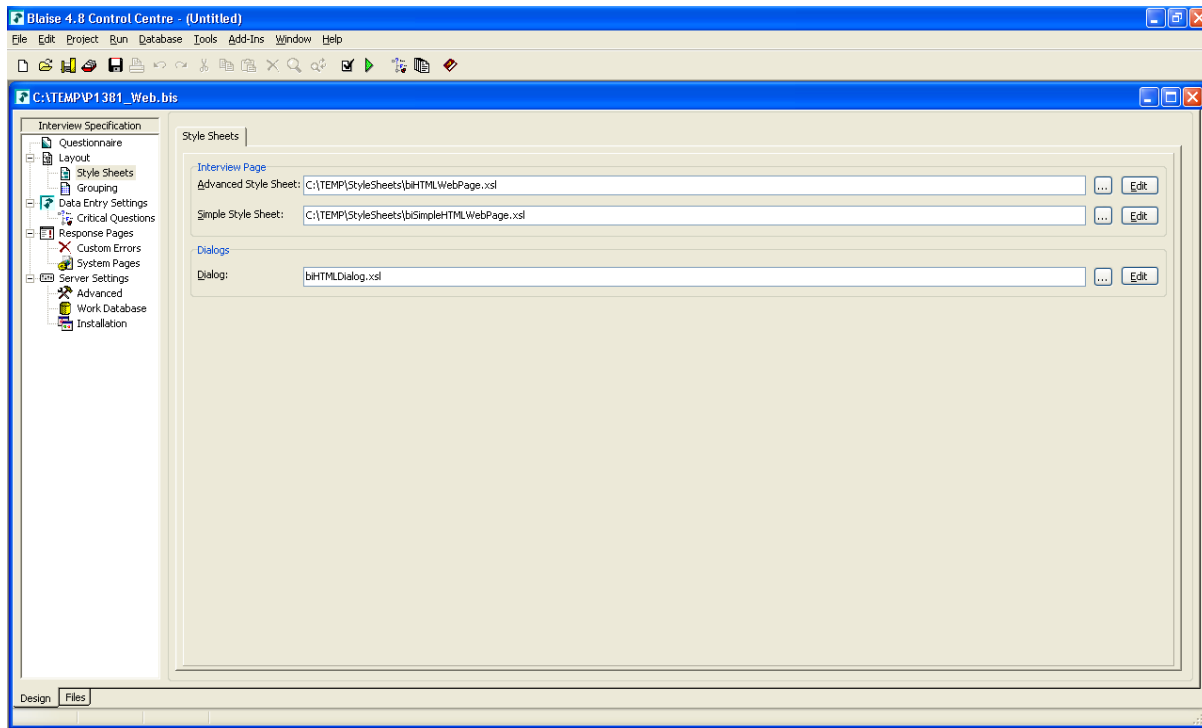 Blaise 4.8 Control Centre - (Untitled)
File Edit Project Run Database Tools Add-Ins Window Help
C:\TEMP\P1381_Web.bis
Interview Specification
Questionnaire
Layout
Style Sheets
Grouping
Data Entry Settings
Critical Questions
Response Pages
Custom Errors
System Pages
Server Settings
Advanced
Work Database
Installation
Style Sheets
Interview Page
Advanced Style Sheet: C:\TEMP\StyleSheets\biHTMLWebPage.xsl ... Edit
Simple Style Sheet: C:\TEMP\StyleSheets\biSimpleHTMLWebPage.xsl ... Edit
Dialogs
Dialog: biHTMLDialog.xsl ... Edit
Design Files